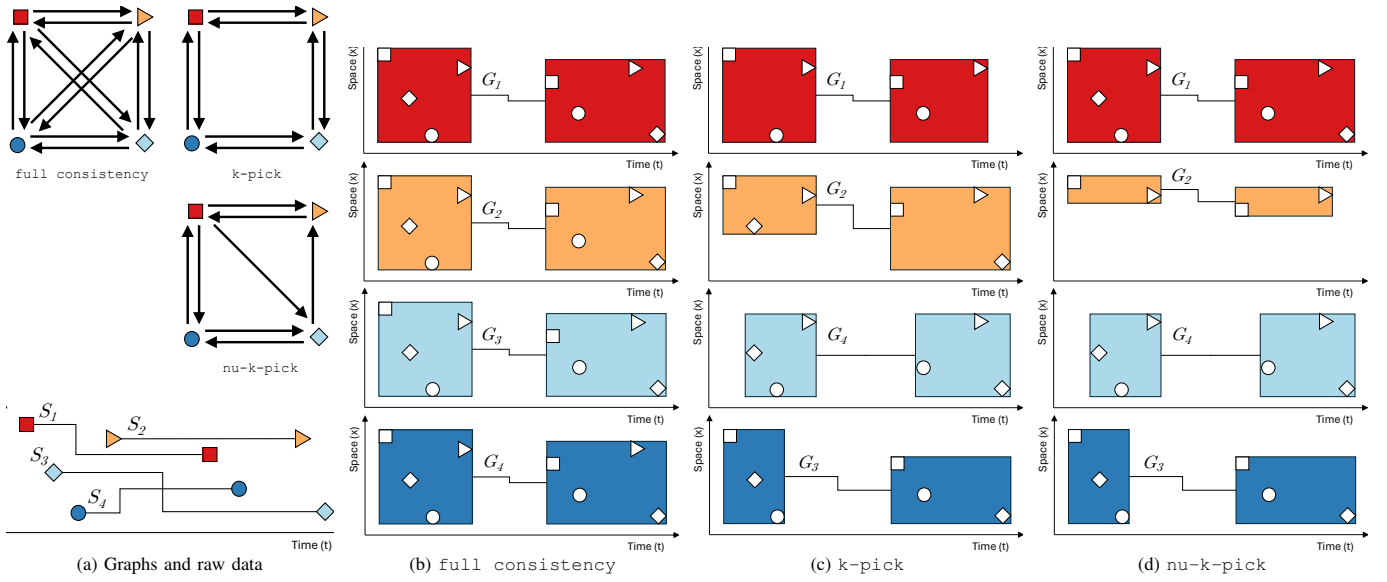 full consistency
k-pick
nu-k-pick
S1
S2
S3
S4
Time (t)
(a) Graphs and raw data
Space (x)
G1
Time (t)
Space (x)
G2
Time (t)
Space (x)
G3
Time (t)
Space (x)
G4
Time (t)
(b) full consistency
Space (x)
G1
Time (t)
Space (x)
G2
Time (t)
Space (x)
G4
Time (t)
Space (x)
G3
Time (t)
(c) k-pick
Space (x)
G1
Time (t)
Space (x)
G2
Time (t)
Space (x)
G4
Time (t)
Space (x)
G3
Time (t)
(d) nu-k-pick